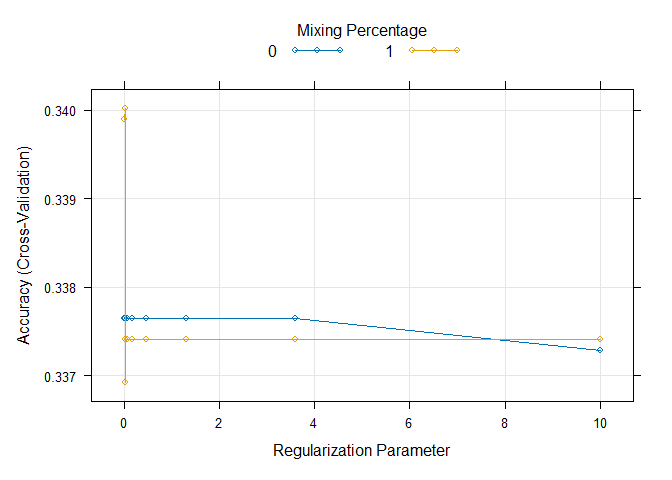 Mixing Percentage
0 1
0.340
0.339
0.338
0.337
Accuracy (Cross-Validation)
0 2 4 6 8 10
Regularization Parameter